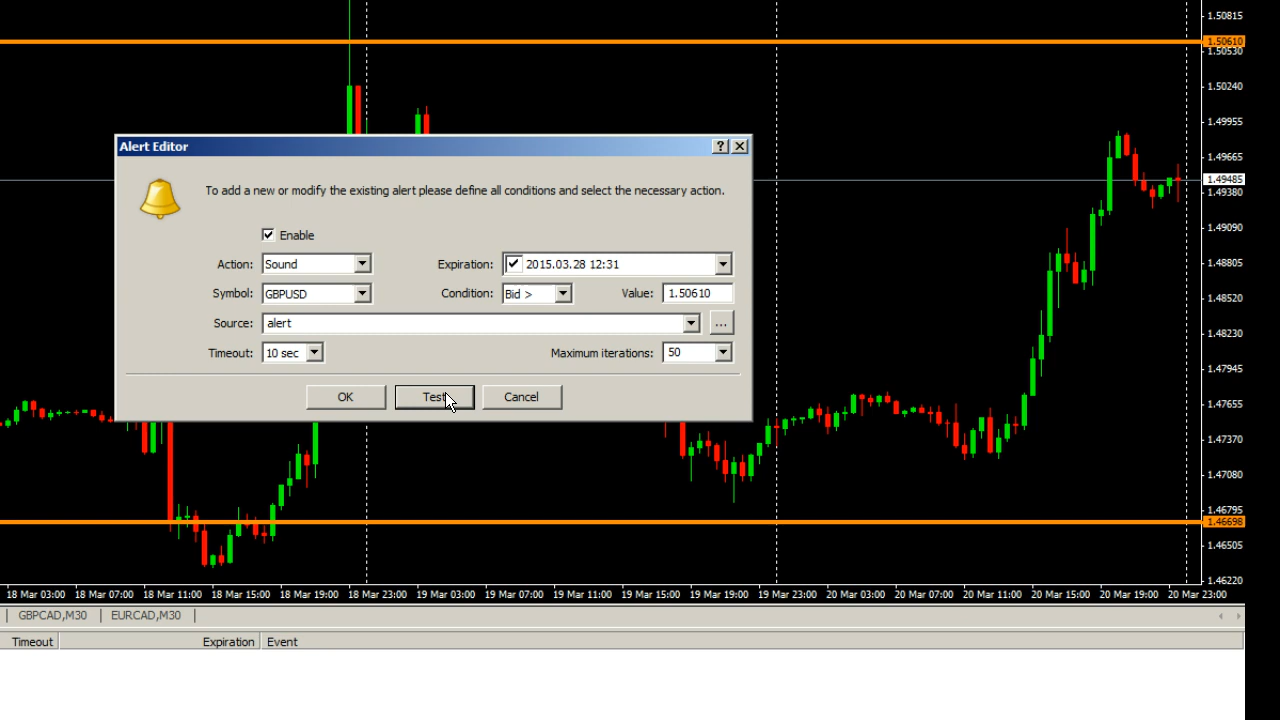 1.50815
1.50610
1.50530
1.50240
1.49955
1.49665
1.49485
1.49380
1.49090
1.48805
1.48520
1.48230
1.47945
1.47655
1.47370
1.47080
1.46795
1.46698
1.46505
1.46220
Alert Editor
To add a new or modify the existing alert please define all conditions and select the necessary action.
Enable
Action: Sound Expiration: 2015.03.28 12:31
Symbol: GBPUSD Condition: Bid > Value: 1.50610
Source: alert ...
Timeout: 10 sec Maximum iterations: 50
OK Test Cancel
18 Mar 03:00 18 Mar 07:00 18 Mar 11:00 18 Mar 15:00 18 Mar 19:00 18 Mar 23:00 19 Mar 03:00 19 Mar 07:00 19 Mar 11:00 19 Mar 15:00 19 Mar 19:00 19 Mar 23:00 20 Mar 03:00 20 Mar 07:00 20 Mar 11:00 20 Mar 15:00 20 Mar 19:00 20 Mar 23:00
GBPCAD,M30 EURCAD,M30
Timeout Expiration Event